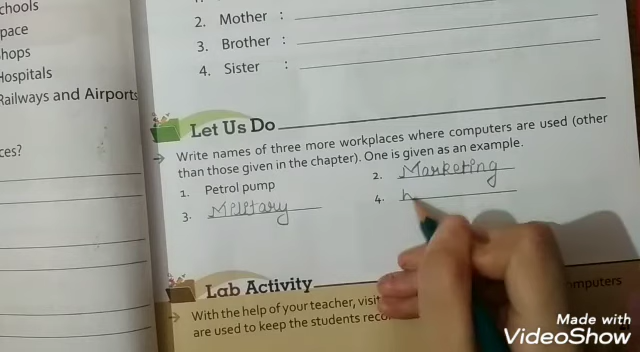 chools
pace
hops
Hospitals
Railways and Airports
ces?
2. Mother :
3. Brother :
4. Sister :
Let Us Do
Write names of three more workplaces where computers are used (other
than those given in the chapter). One is given as an example.
1. Petrol pump
2. Marketing
3. Miletary
4.
Lab Activity
With the help of your teacher, visit
omputers
are used to keep the students reco
Made with
VideoShow